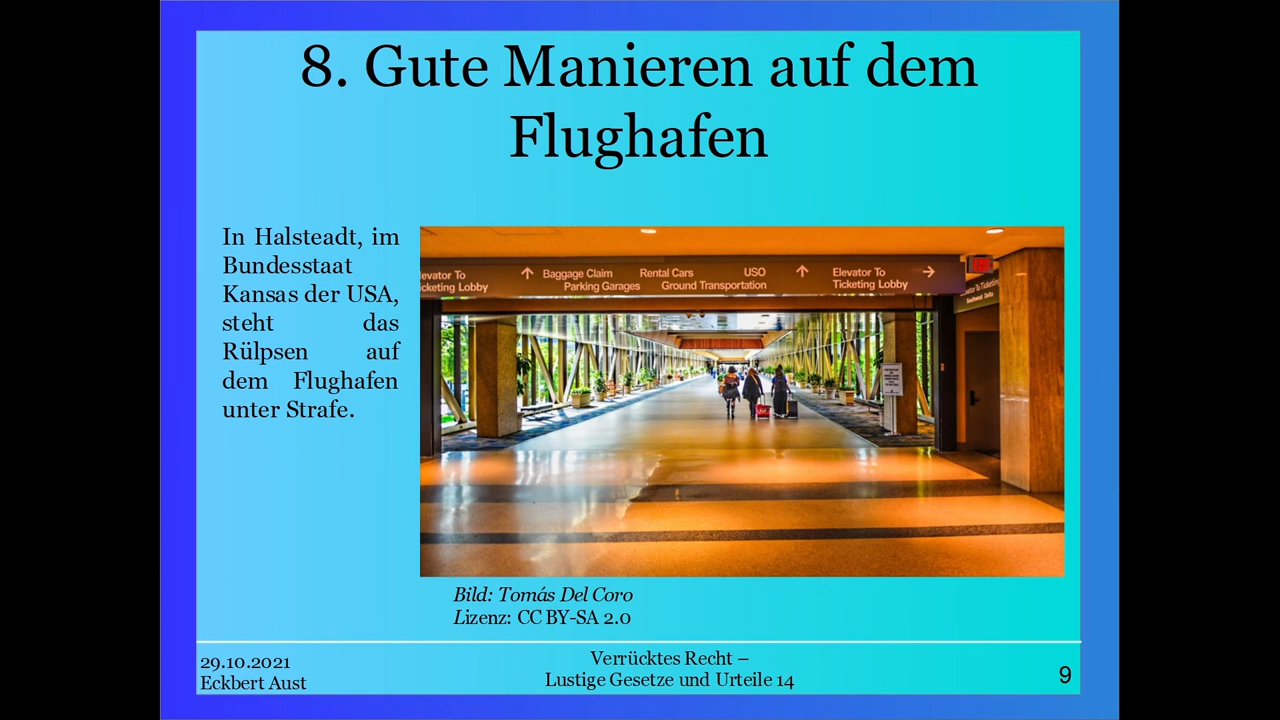 8. Gute Manieren auf dem
Flughafen
In Halsteadt, im
Bundesstaat
Kansas der USA,
steht das
Rülpsen auf
dem Flughafen
unter Strafe.
levator To
icketing Lobby
↑ Baggage Claim Rental Cars USO ↑
Parking Garages Ground Transportation
Elevator To →
Ticketing Lobby
Bild: Tomás Del Coro
Lizenz: CC BY-SA 2.0
29.10.2021
Eckbert Aust
Verrücktes Recht –
Lustige Gesetze und Urteile 14
9